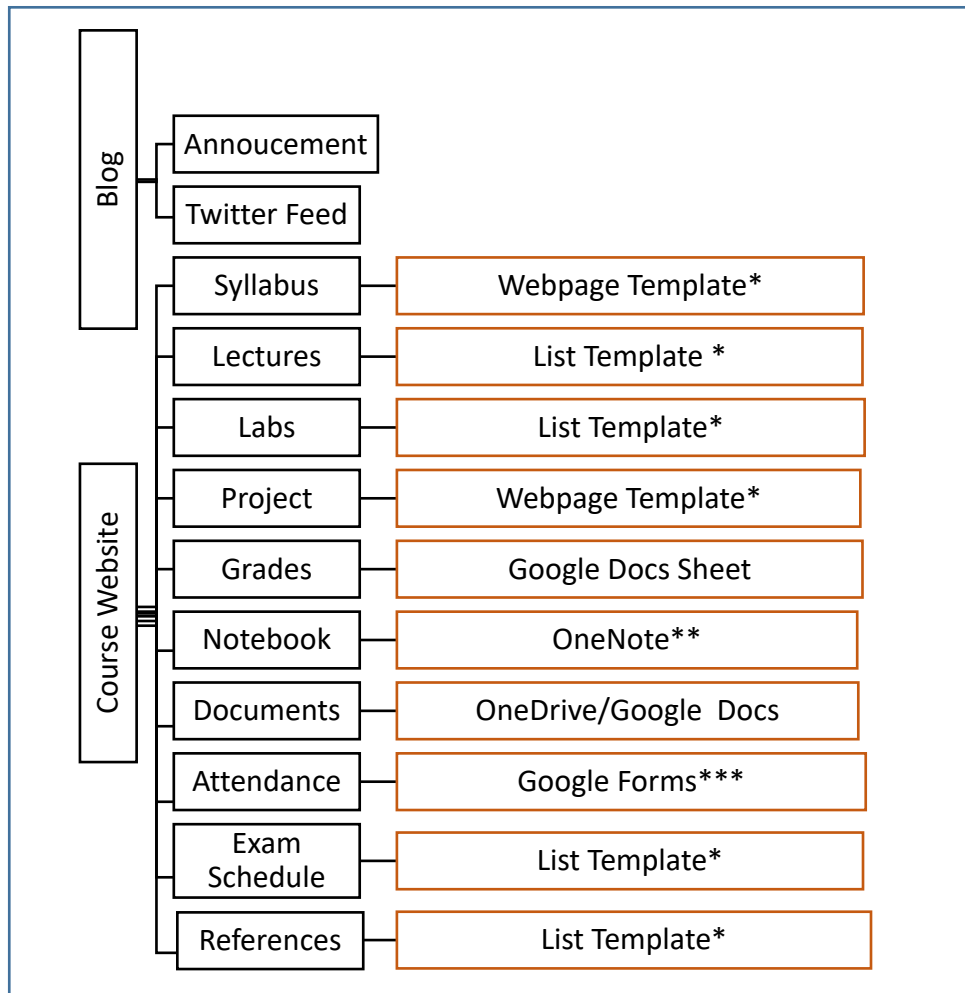 Blog
Annoucement
Twitter Feed
Course Website
Syllabus
Webpage Template*
Lectures
List Template *
Labs
List Template*
Project
Webpage Template*
Grades
Google Docs Sheet
Notebook
OneNote**
Documents
OneDrive/Google  Docs
Attendance
Google Forms***
Exam
Schedule
List Template*
References
List Template*